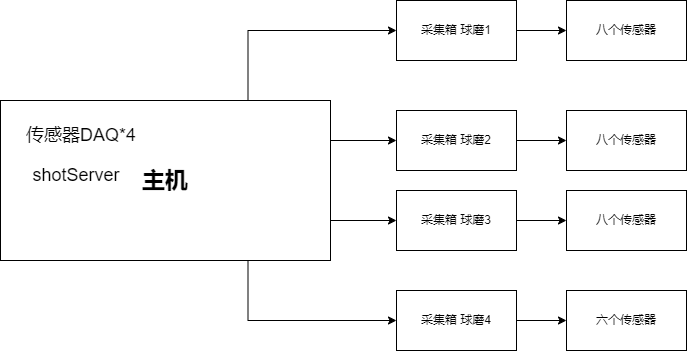 采集箱 球磨1
八个传感器
传感器DAQ*4
shotServer
主机
采集箱 球磨2
八个传感器
采集箱 球磨3
八个传感器
采集箱 球磨4
六个传感器